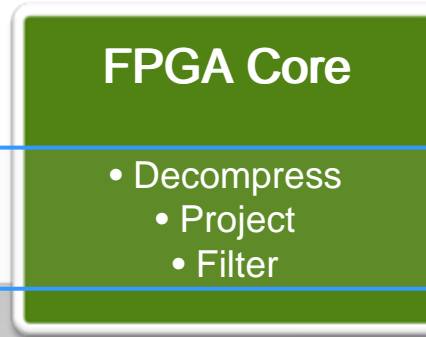 FPGA Core
• Decompress
• Project
• Filter